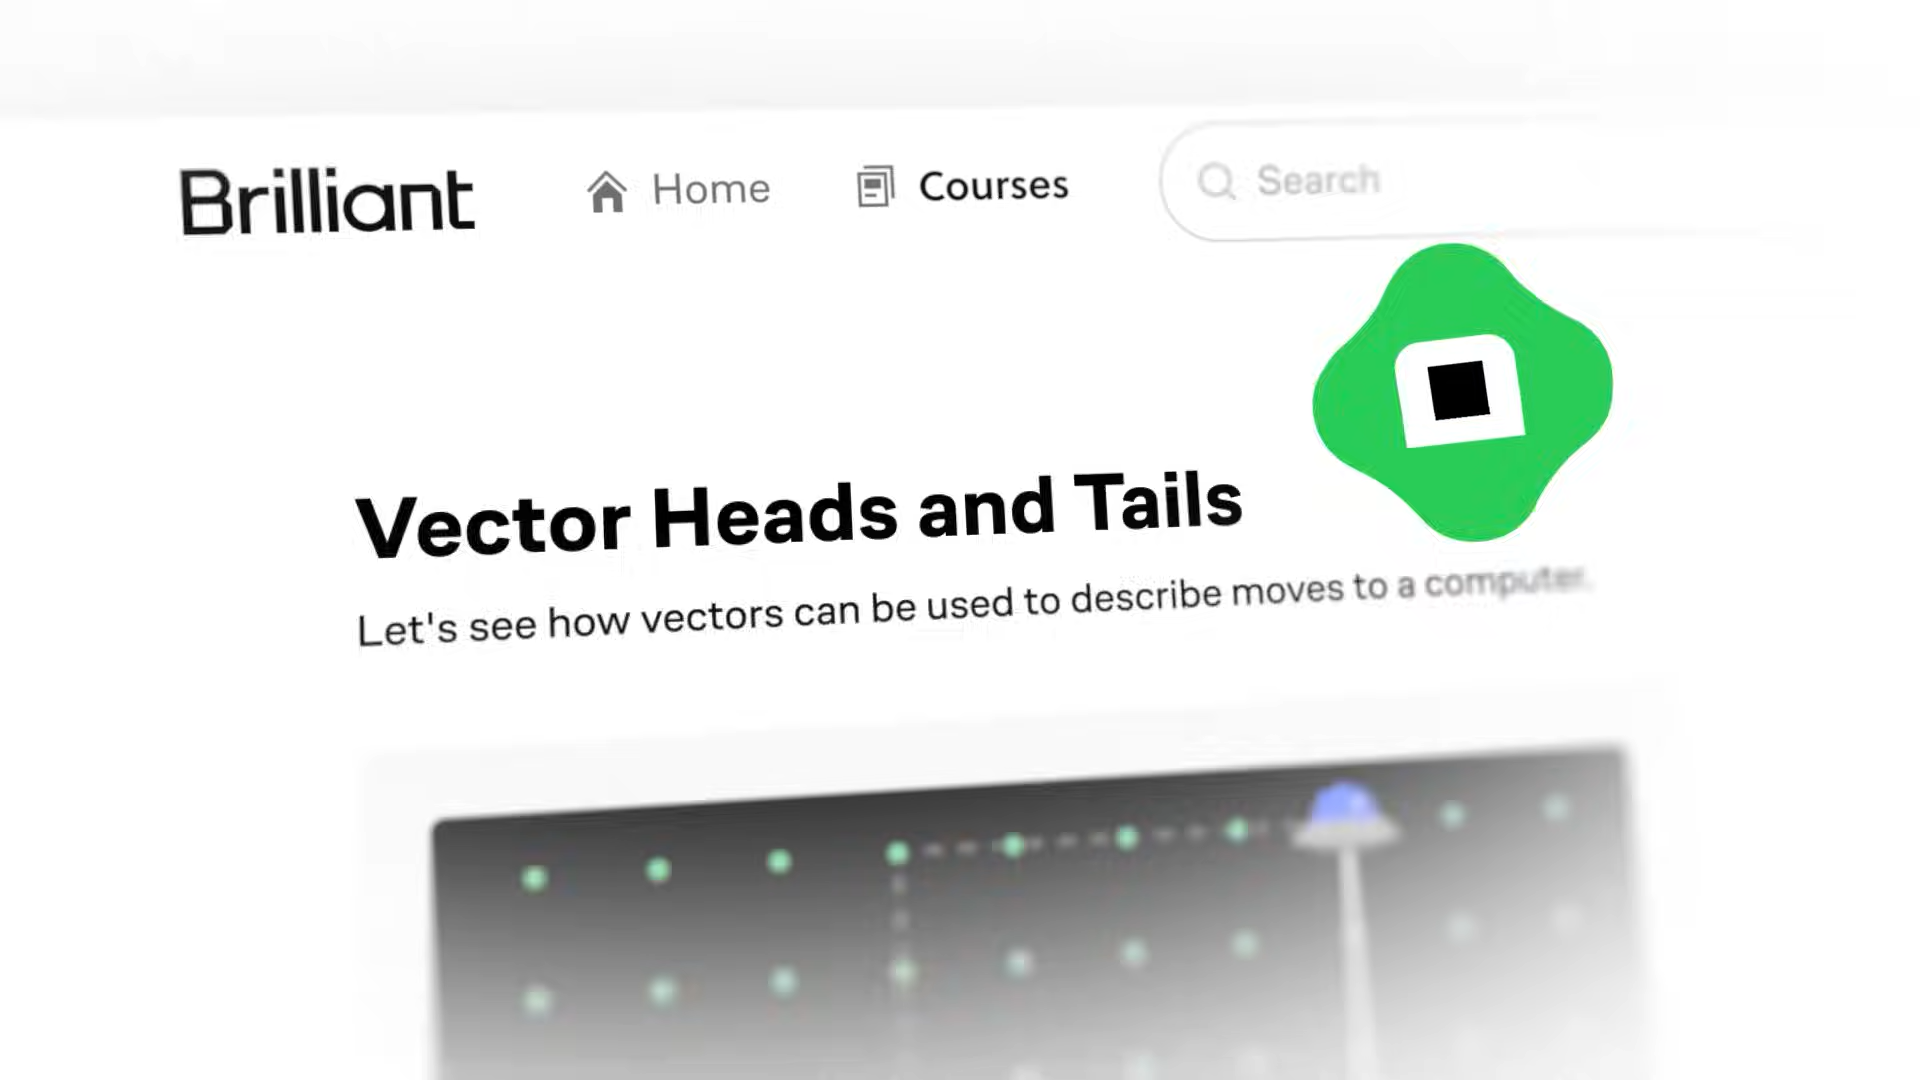 Brilliant
Home
Courses
Search
Vector Heads and Tails
Let's see how vectors can be used to describe moves to a computer.